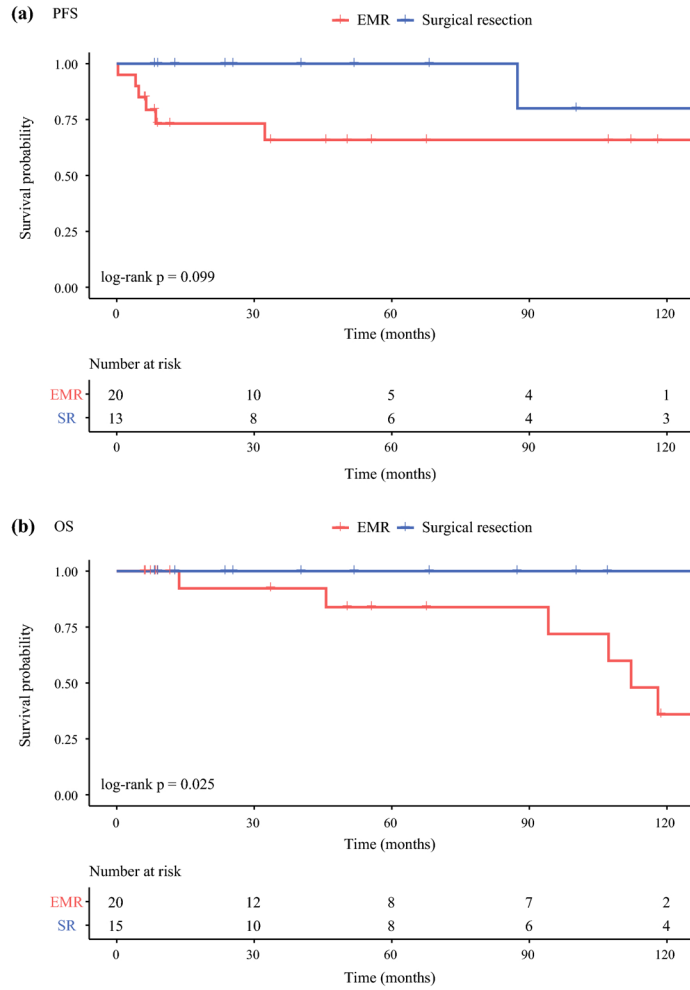 (a) PFS
EMR Surgical resection
Survival probability
1.00
0.75
0.50
0.25
0.00
log-rank p = 0.099
0 30 60 90 120
Time (months)
Number at risk
EMR 20 10 5 4 1
SR 13 8 6 4 3
0 30 60 90 120
Time (months)
(b) OS
EMR Surgical resection
Survival probability
1.00
0.75
0.50
0.25
0.00
log-rank p = 0.025
0 30 60 90 120
Time (months)
Number at risk
EMR 20 12 8 7 2
SR 15 10 8 6 4
0 30 60 90 120
Time (months)